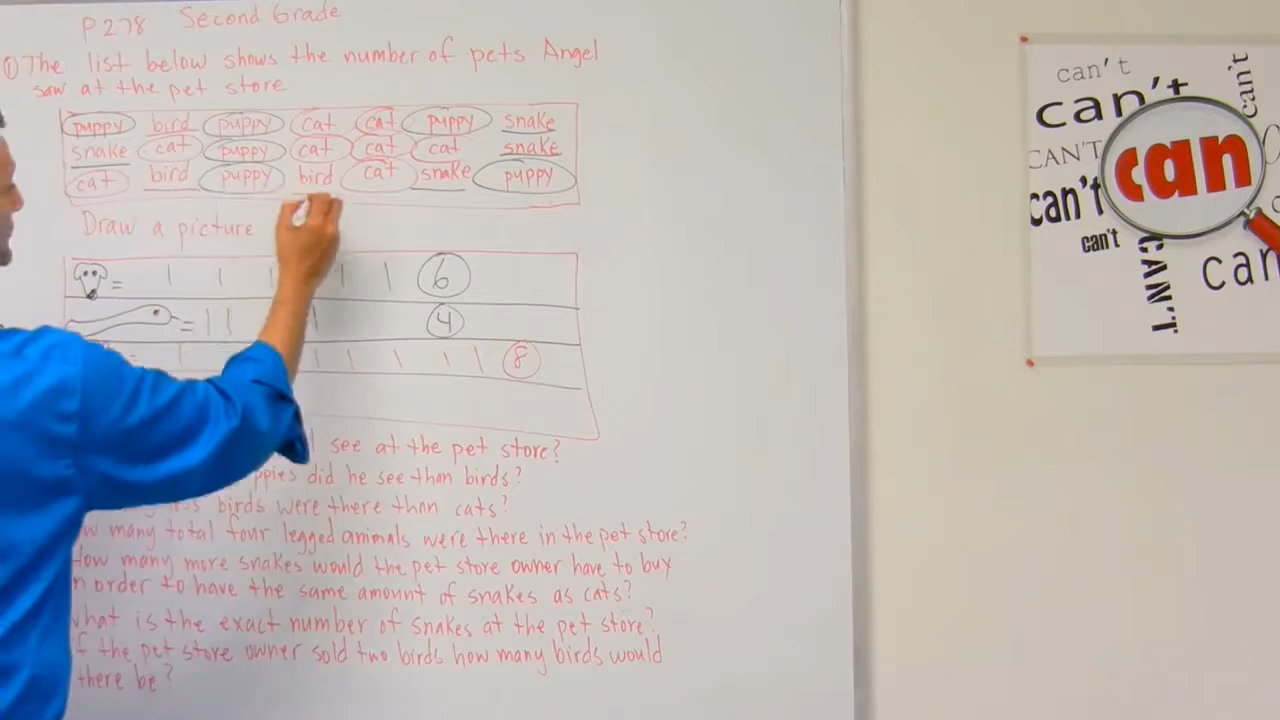 P 278 Second Grade
① The list below shows the number of pets Angel
saw at the pet store
puppy bird puppy cat cat puppy snake
snake cat puppy cat cat cat snake
cat bird puppy bird cat snake puppy
Draw a picture
= 6
= 4
= 8
see at the pet store?
did he see than birds?
birds were there than cats?
many total four legged animals were there in the pet store?
How many more snakes would the pet store owner have to buy
order to have the same amount of snakes as cats?
is the exact number of snakes at the pet store?
the pet store owner sold two birds how many birds would
there be?
can't
can't
can't
can't
CAN'T
can
can't
can't
CAN'T